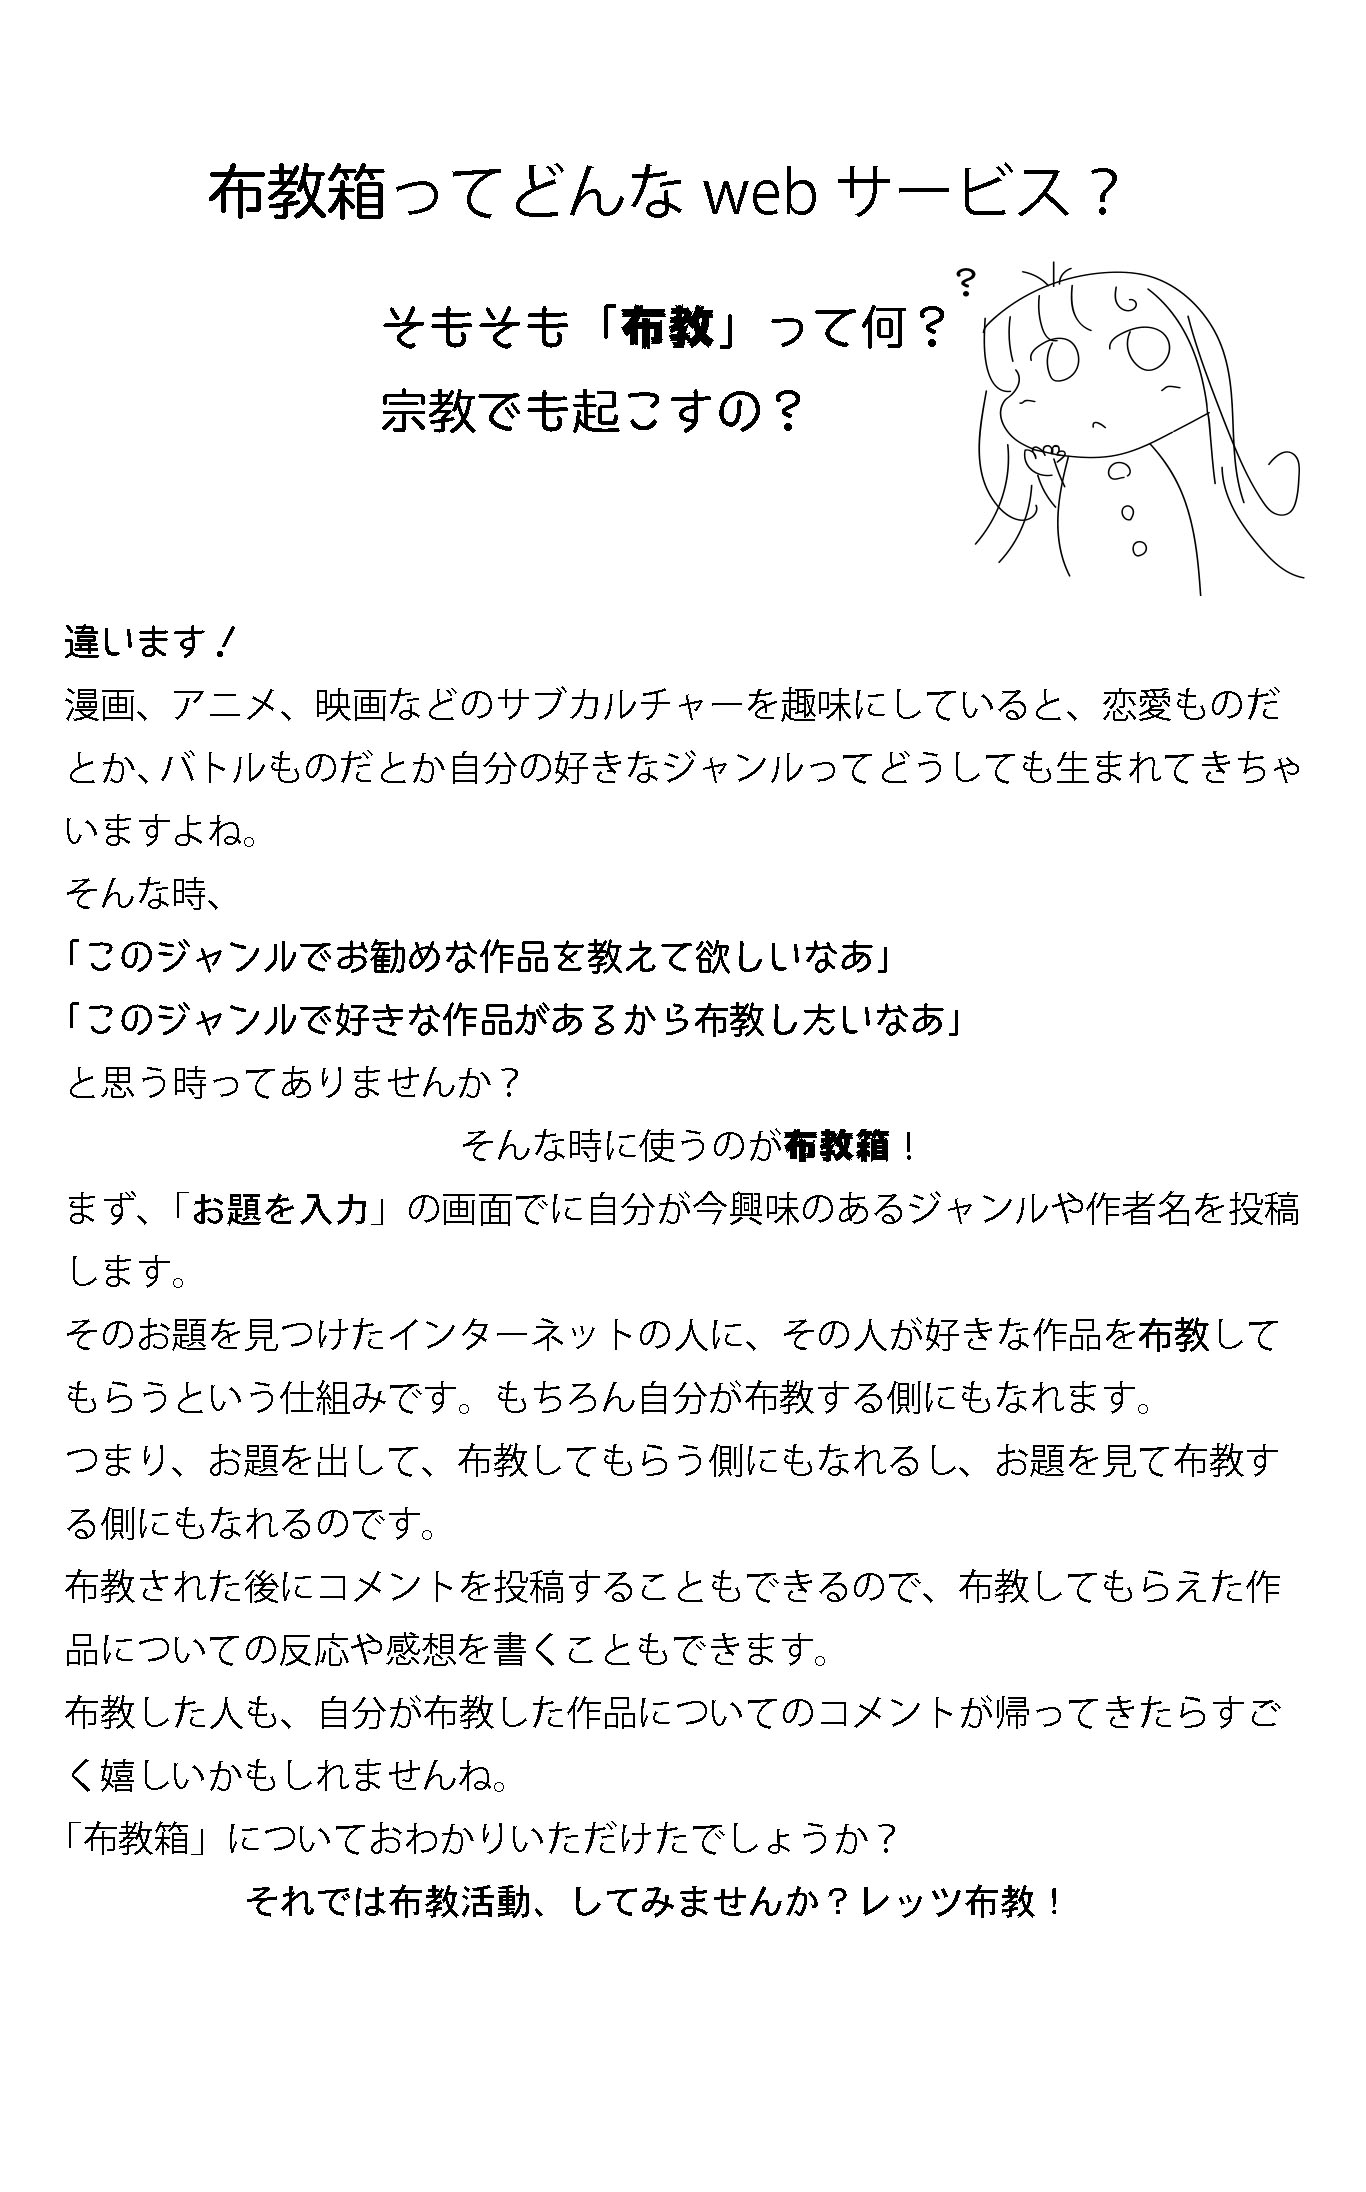 布教箱ってどんな web サービス？
?
そもそも「布教」って何？
宗教でも起こすの？
違います！
漫画、アニメ、映画などのサブカルチャーを趣味にしていると、恋愛ものだ
とか、バトルものだとか自分の好きなジャンルってどうしても生まれてきちゃ
いますよね。
そんな時、
「このジャンルでお勧めな作品を教えて欲しいなあ」
「このジャンルで好きな作品があるから布教したいなあ」
と思う時ってありませんか？
そんな時に使うのが布教箱！
まず、「お題を入力」の画面でに自分が今興味のあるジャンルや作者名を投稿
します。
そのお題を見つけたインターネットの人に、その人が好きな作品を布教して
もらうという仕組みです。もちろん自分が布教する側にもなれます。
つまり、お題を出して、布教してもらう側にもなれるし、お題を見て布教す
る側にもなれるのです。
布教された後にコメントを投稿することもできるので、布教してもらえた作
品についての反応や感想を書くこともできます。
布教した人も、自分が布教した作品についてのコメントが帰ってきたらすご
く嬉しいかもしれませんね。
「布教箱」についておわかりいただけたでしょうか？
それでは布教活動、してみませんか？レッツ布教！